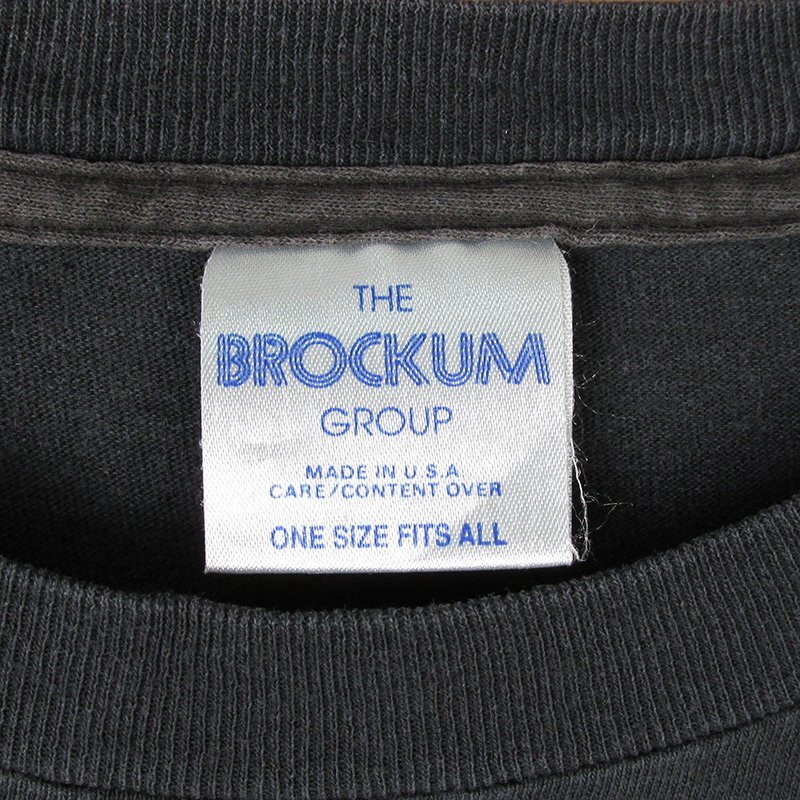 THE
BROCKUM
GROUP
MADE IN U.S.A.
CARE/CONTENT OVER
ONE SIZE FITS ALL